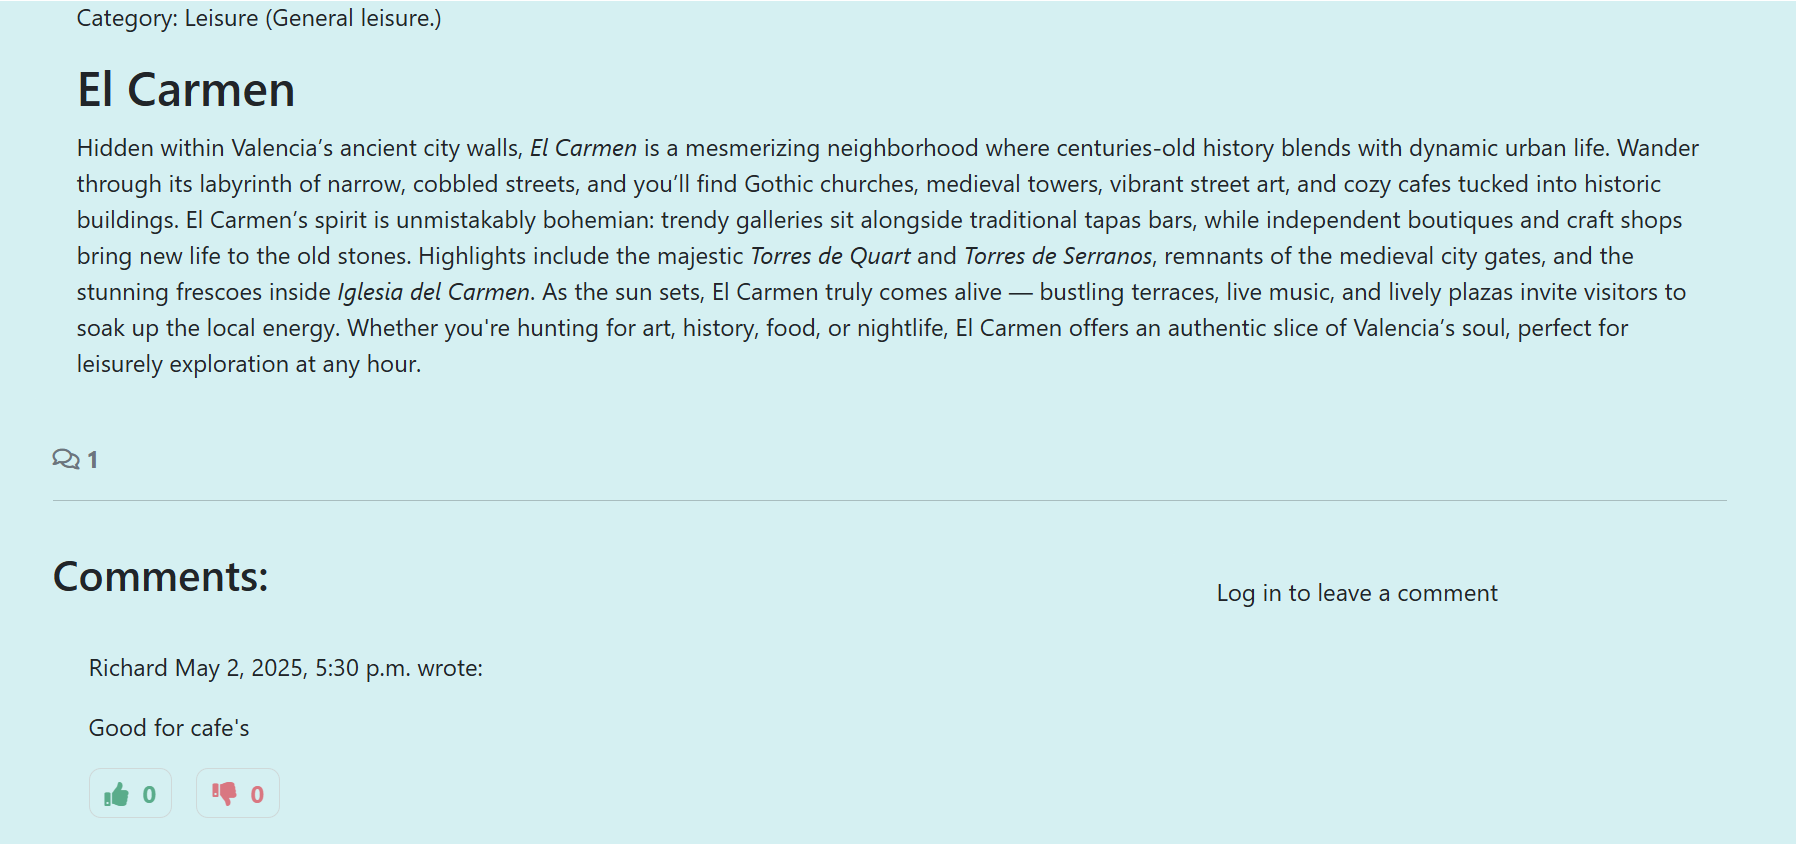 Category: Leisure (General leisure.)
El Carmen
Hidden within Valencia’s ancient city walls, El Carmen is a mesmerizing neighborhood where centuries-old history blends with dynamic urban life. Wander
through its labyrinth of narrow, cobbled streets, and you’ll find Gothic churches, medieval towers, vibrant street art, and cozy cafes tucked into historic
buildings. El Carmen’s spirit is unmistakably bohemian: trendy galleries sit alongside traditional tapas bars, while independent boutiques and craft shops
bring new life to the old stones. Highlights include the majestic Torres de Quart and Torres de Serranos, remnants of the medieval city gates, and the
stunning frescoes inside Iglesia del Carmen. As the sun sets, El Carmen truly comes alive — bustling terraces, live music, and lively plazas invite visitors to
soak up the local energy. Whether you're hunting for art, history, food, or nightlife, El Carmen offers an authentic slice of Valencia’s soul, perfect for
leisurely exploration at any hour.
1
Comments:
Log in to leave a comment
Richard May 2, 2025, 5:30 p.m. wrote:
Good for cafe's
0 0